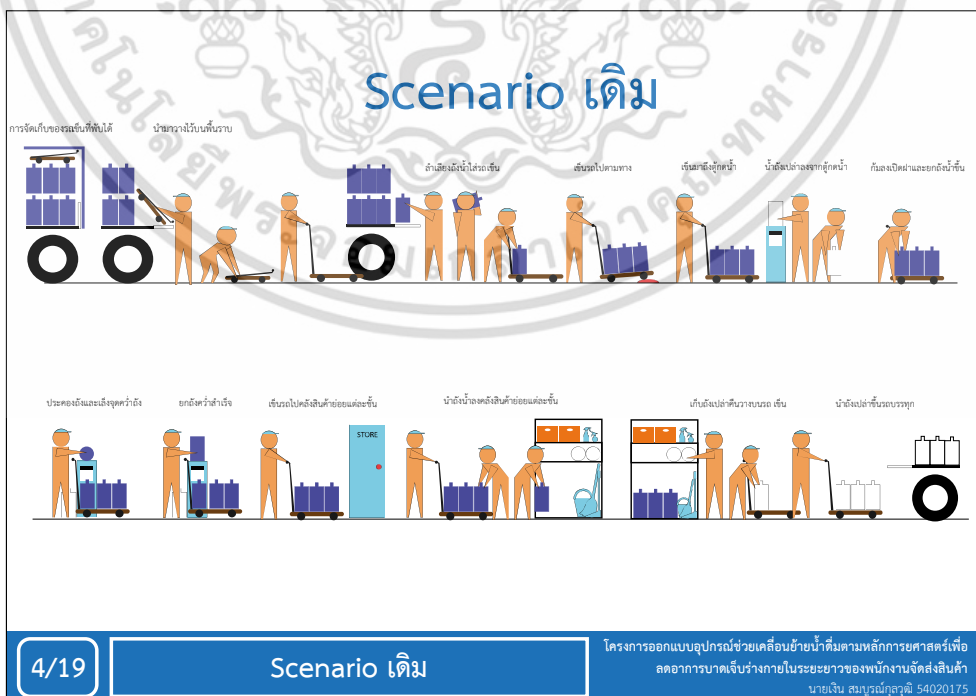 Scenario เดิม
การจัดเก็บของรถเข็นที่พับได้
นำมาวางไว้บนพื้นราบ
ลำเลียงถังน้ำใส่รถเข็น
เข็นรถไปตามทาง
เข็นมาถึงตู้กดน้ำ
นำถังเปล่าลงจากตู้กดน้ำ
ก้มลงเปิดฝาและยกถังน้ำขึ้น
ประคองถังและเล็งจุดคว่ำถัง
ยกถังคว่ำสำเร็จ
เข็นรถไปคลังสินค้าย่อยแต่ละชั้น
นำถังน้ำลงคลังสินค้าย่อยแต่ละชั้น
เก็บถังเปล่าคืนวางบนรถ เข็น
นำถังเปล่าขึ้นรถบรรทุก
STORE
4/19
Scenario เดิม
โครงการออกแบบอุปกรณ์ช่วยเคลื่อนย้ายน้ำดื่มตามหลักการยศาสตร์เพื่อ
ลดอาการบาดเจ็บร่างกายในระยะยาวของพนักงานจัดส่งสินค้า
นายเงิน สมบูรณ์กุลวุฒิ 54020175